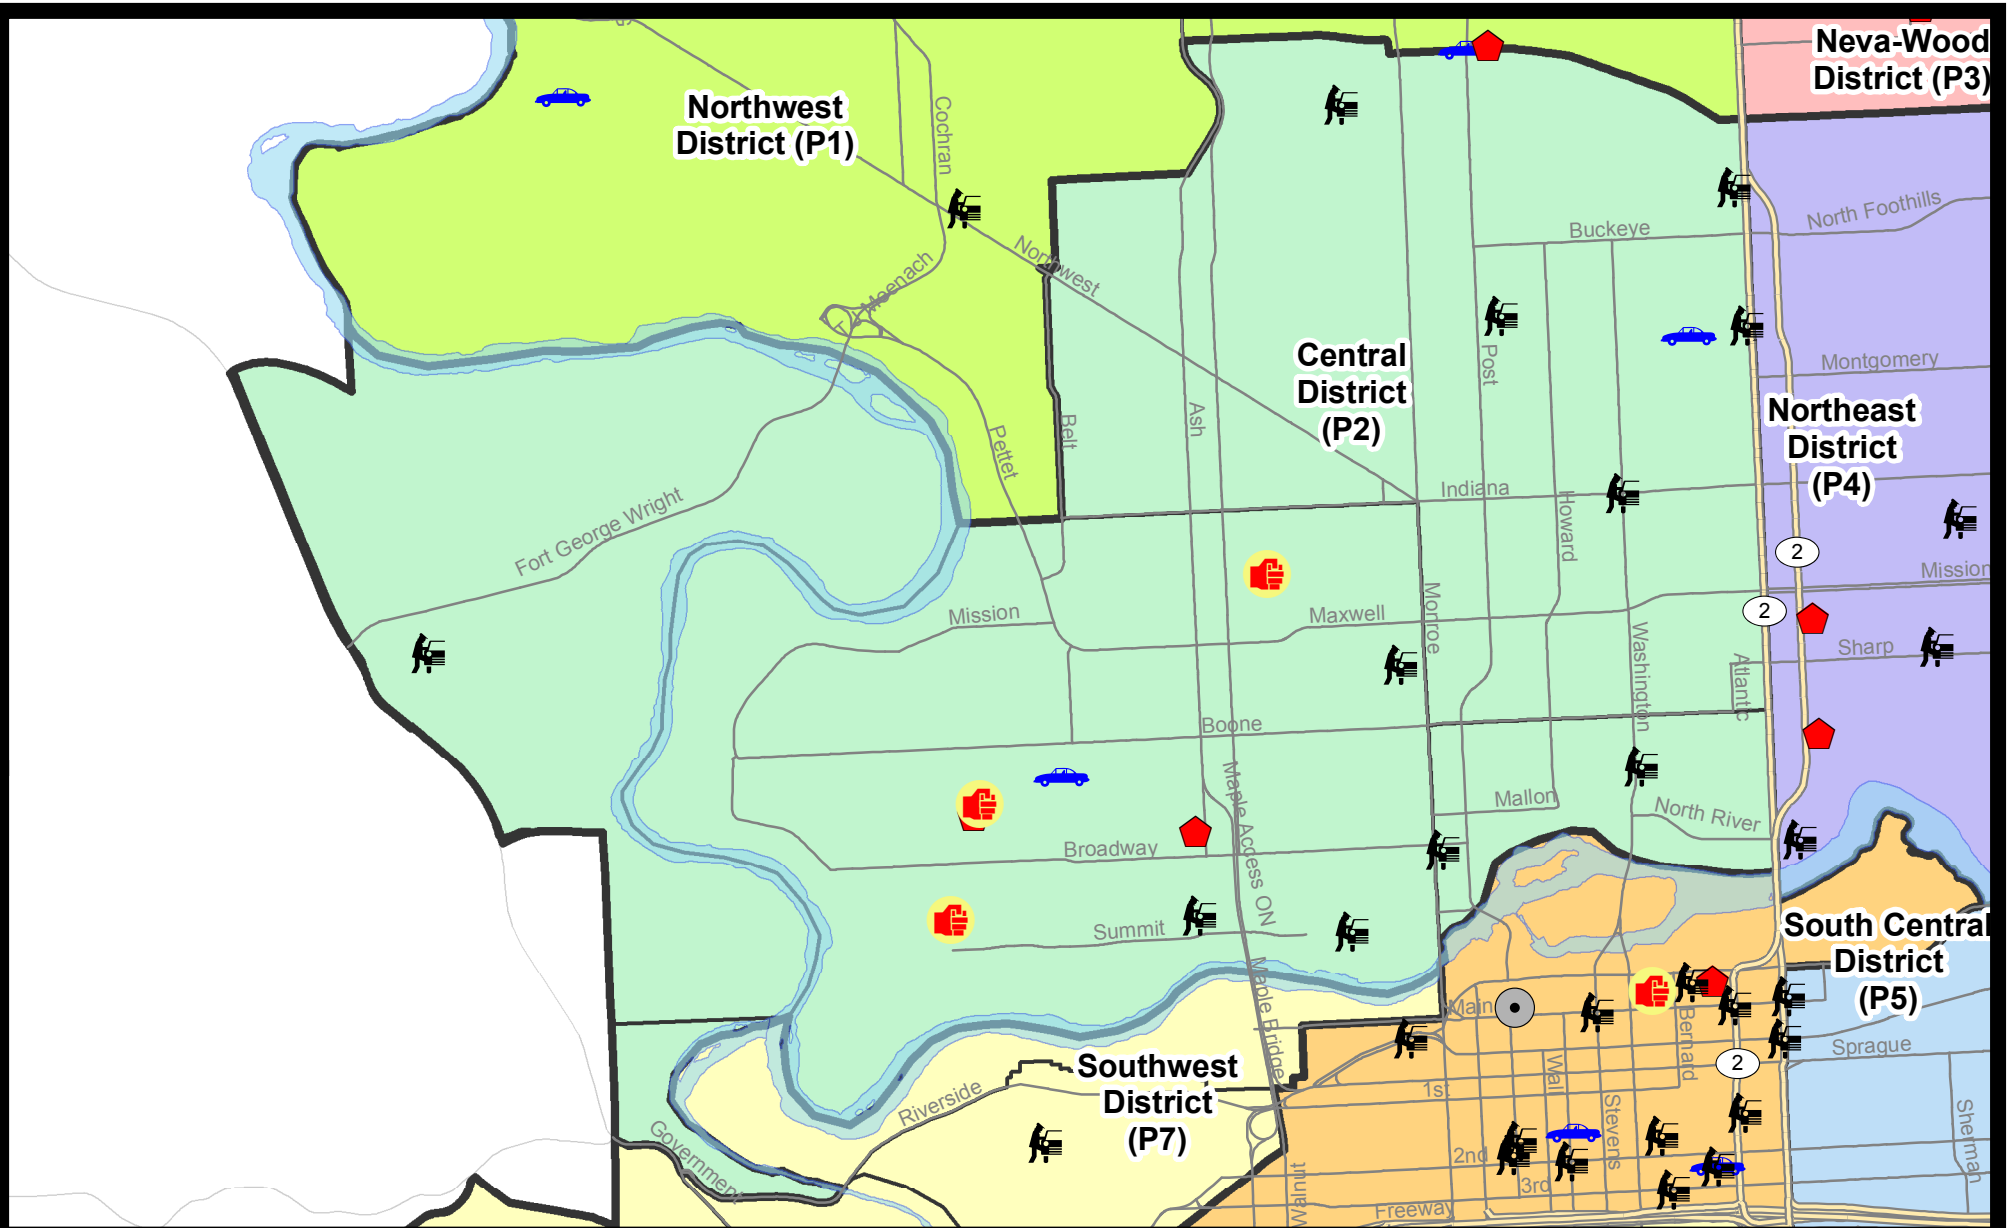 Neva-Wood
District (P3)
Northwest
District (P1)
Cochran
North Foothills
Buckeye
Northwest
T J Meenach
Central
District
(P2)
Post
Montgomery
Northeast
District
(P4)
Ash
Belt
Pettet
Indiana
Howard
Fort George Wright
2
Mission
2
Mission
Maxwell
Monroe
Washington
Atlantic
Sharp
Boone
Maple Access ON
Mallon
North River
Broadway
Summit
South Central
District
(P5)
Maple Bridge
Main
Bernard
Sprague
2
Southwest
District
(P7)
Riverside
1st
Wall
Stevens
Sherman
Government
2nd
3rd
Walnut
Freeway